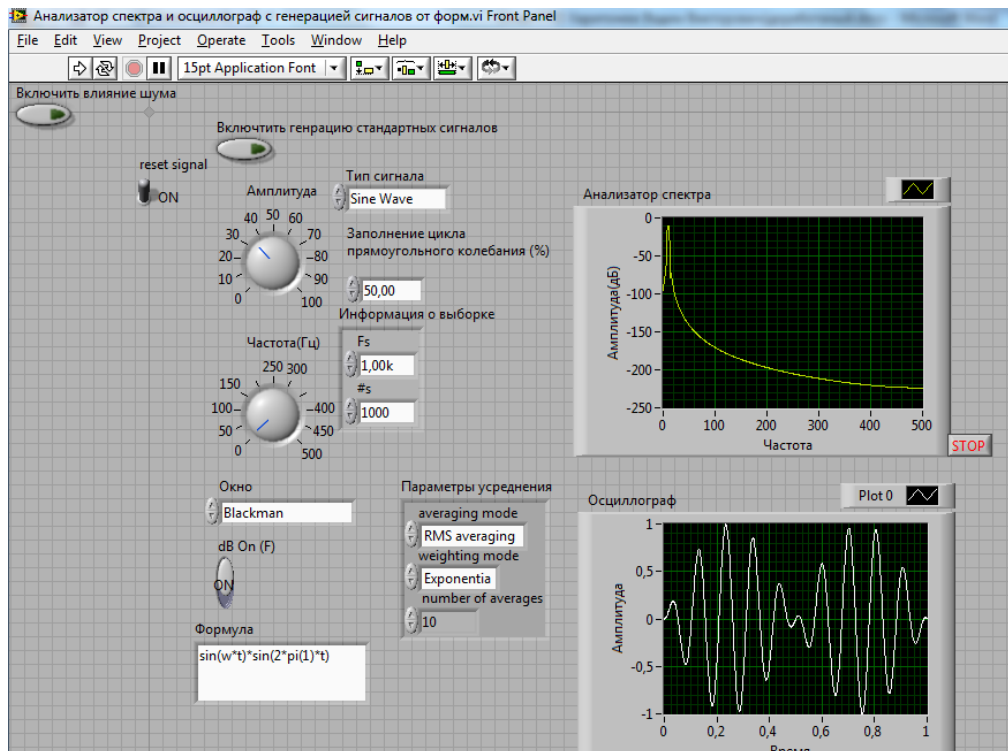 Анализатор спектра и осциллограф с генерацией сигналов от форм.vi Front Panel
File Edit View Project Operate Tools Window Help
15pt Application Font
Включить влияние шума
Включтить генрацию стандартных сигналов
reset signal
ON
Амплитуда
0 10 20 30 40 50 60 70 80 90 100
Тип сигнала
Sine Wave
Заполнение цикла
прямоугольного колебания (%)
50,00
Информация о выборке
Fs
1,00k
#s
1000
Частота(Гц)
0 50 100 150 250 300 400 450 500
Анализатор спектра
Амплитуда(дБ)
0
-50
-100
-150
-200
-250
0 100 200 300 400 500
Частота
STOP
Окно
Blackman
dB On (F)
ON
Формула
sin(w*t)*sin(2*pi(1)*t)
Параметры усреднения
averaging mode
RMS averaging
weighting mode
Exponentia
number of averages
10
Осциллограф
Plot 0
Амплитуда
1
0,5
0
-0,5
-1
0 0,2 0,4 0,6 0,8 1
Время